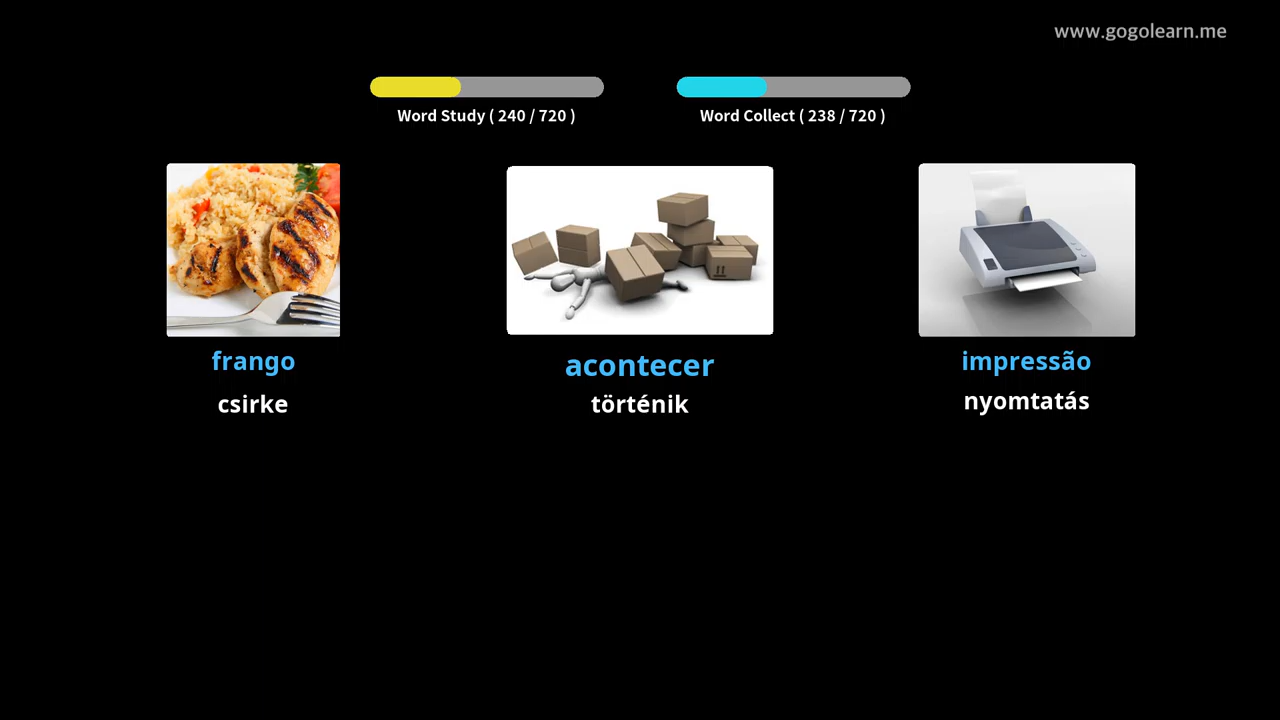 www.gogolearn.me
Word Study ( 240 / 720 )
Word Collect ( 238 / 720 )
frango
acontecer
impressão
csirke
történik
nyomtatás